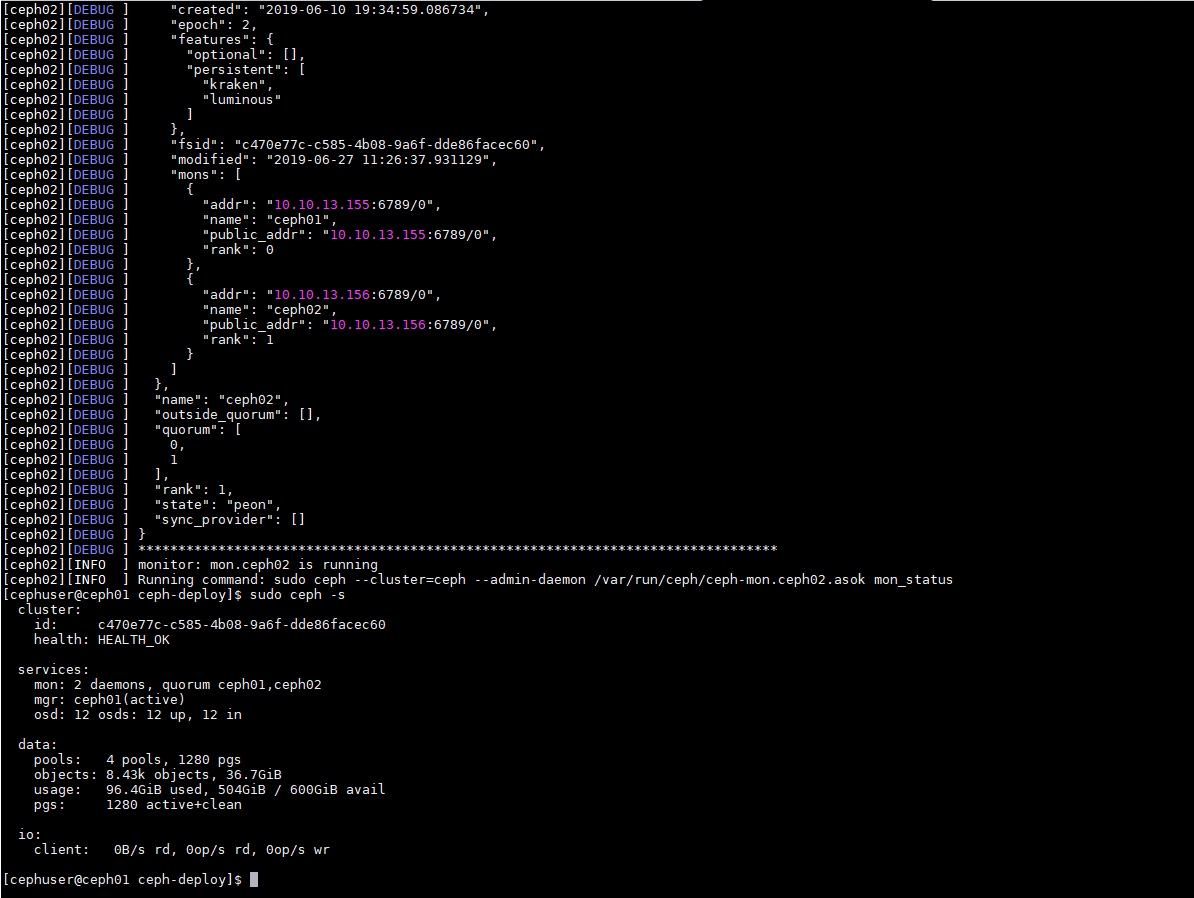 [ceph02][DEBUG ]     "created": "2019-06-10 19:34:59.086734",
[ceph02][DEBUG ]     "epoch": 2,
[ceph02][DEBUG ]     "features": {
[ceph02][DEBUG ]       "optional": [],
[ceph02][DEBUG ]       "persistent": [
[ceph02][DEBUG ]         "kraken",
[ceph02][DEBUG ]         "luminous"
[ceph02][DEBUG ]       ]
[ceph02][DEBUG ]     },
[ceph02][DEBUG ]     "fsid": "c470e77c-c585-4b08-9a6f-dde86facec60",
[ceph02][DEBUG ]     "modified": "2019-06-27 11:26:37.931129",
[ceph02][DEBUG ]     "mons": [
[ceph02][DEBUG ]       {
[ceph02][DEBUG ]         "addr": "10.10.13.155:6789/0",
[ceph02][DEBUG ]         "name": "ceph01",
[ceph02][DEBUG ]         "public_addr": "10.10.13.155:6789/0",
[ceph02][DEBUG ]         "rank": 0
[ceph02][DEBUG ]       },
[ceph02][DEBUG ]       {
[ceph02][DEBUG ]         "addr": "10.10.13.156:6789/0",
[ceph02][DEBUG ]         "name": "ceph02",
[ceph02][DEBUG ]         "public_addr": "10.10.13.156:6789/0",
[ceph02][DEBUG ]         "rank": 1
[ceph02][DEBUG ]       }
[ceph02][DEBUG ]     ]
[ceph02][DEBUG ]   },
[ceph02][DEBUG ]   "name": "ceph02",
[ceph02][DEBUG ]   "outside_quorum": [],
[ceph02][DEBUG ]   "quorum": [
[ceph02][DEBUG ]     0,
[ceph02][DEBUG ]     1
[ceph02][DEBUG ]   ],
[ceph02][DEBUG ]   "rank": 1,
[ceph02][DEBUG ]   "state": "peon",
[ceph02][DEBUG ]   "sync_provider": []
[ceph02][DEBUG ] }
[ceph02][DEBUG ] ********************************************************************************
[ceph02][INFO  ] monitor: mon.ceph02 is running
[ceph02][INFO  ] Running command: sudo ceph --cluster=ceph --admin-daemon /var/run/ceph/ceph-mon.ceph02.asok mon_status
[cephuser@ceph01 ceph-deploy]$ sudo ceph -s
  cluster:
    id:     c470e77c-c585-4b08-9a6f-dde86facec60
    health: HEALTH_OK

  services:
    mon: 2 daemons, quorum ceph01,ceph02
    mgr: ceph01(active)
    osd: 12 osds: 12 up, 12 in

  data:
    pools:   4 pools, 1280 pgs
    objects: 8.43k objects, 36.7GiB
    usage:   96.4GiB used, 504GiB / 600GiB avail
    pgs:     1280 active+clean

  io:
    client:   0B/s rd, 0op/s rd, 0op/s wr

[cephuser@ceph01 ceph-deploy]$